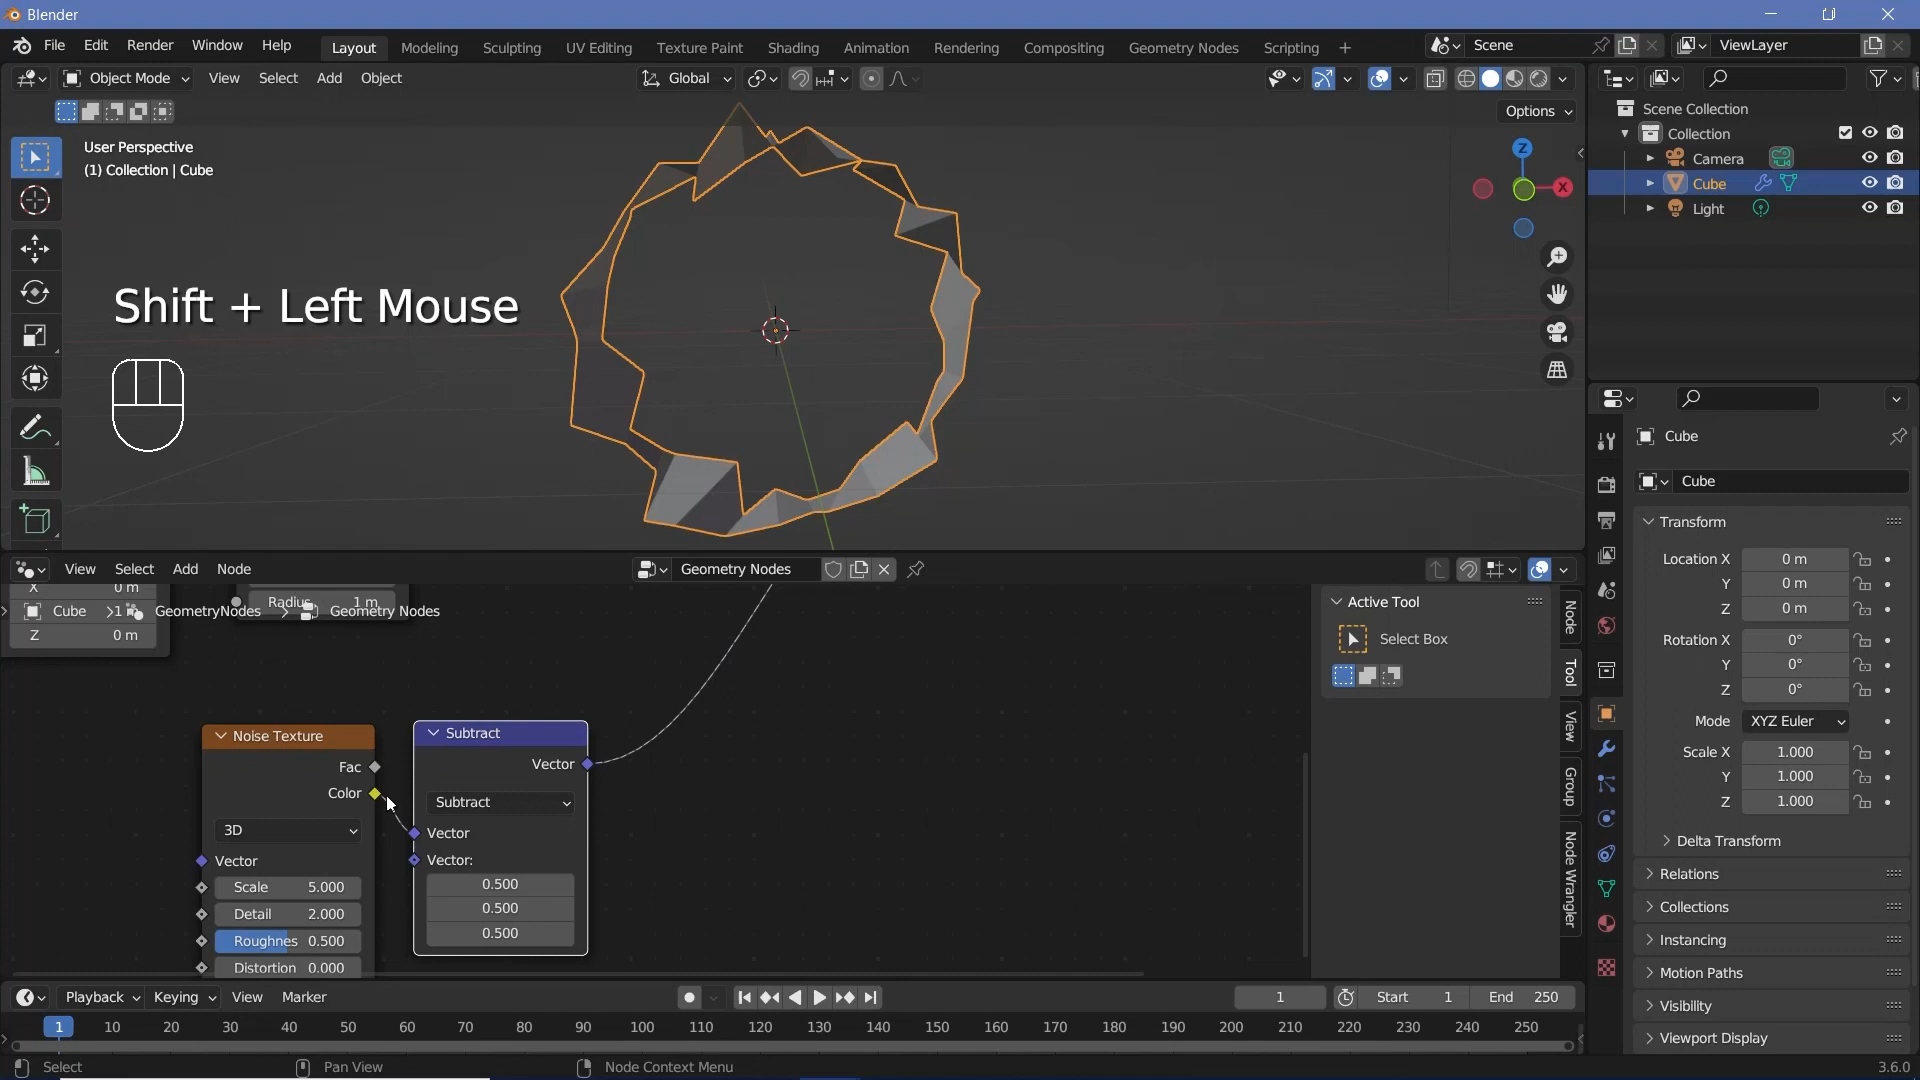 Blender
File Edit Render Window Help Layout Modeling Sculpting UV Editing Texture Paint Shading Animation Rendering Compositing Geometry Nodes Scripting + Scene ViewLayer
Object Mode View Select Add Object Global
Options
User Perspective
(1) Collection | Cube
Z
X
Shift + Left Mouse
Scene Collection
Collection
Camera
Cube
Light
Cube
Cube
Transform
Location X 0 m
Y 0 m
Z 0 m
Rotation X 0°
Y 0°
Z 0°
Mode XYZ Euler
Scale X 1.000
Y 1.000
Z 1.000
Delta Transform
Relations
Collections
Instancing
Motion Paths
Visibility
Viewport Display
View Select Add Node Geometry Nodes
X 0 m
Radius 1 m
Cube > 1 GeometryNodes > Geometry Nodes
Z 0 m
Noise Texture
Fac
Color
3D
Vector
Scale 5.000
Detail 2.000
Roughnes 0.500
Distortion 0.000
Subtract
Vector
Subtract
Vector
Vector:
0.500
0.500
0.500
Active Tool
Select Box
Node
Tool
View
Group
Node Wrangler
Playback Keying View Marker 1 Start 1 End 250
1 10 20 30 40 50 60 70 80 90 100 110 120 130 140 150 160 170 180 190 200 210 220 230 240 250
Select Pan View Node Context Menu 3.6.0